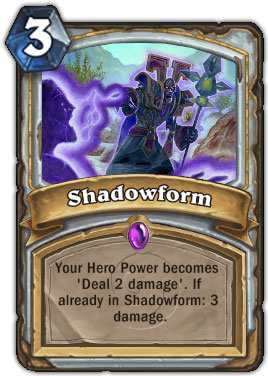 3
Shadowform
Your Hero Power becomes
'Deal 2 damage'. If
already in Shadowform: 3
damage.